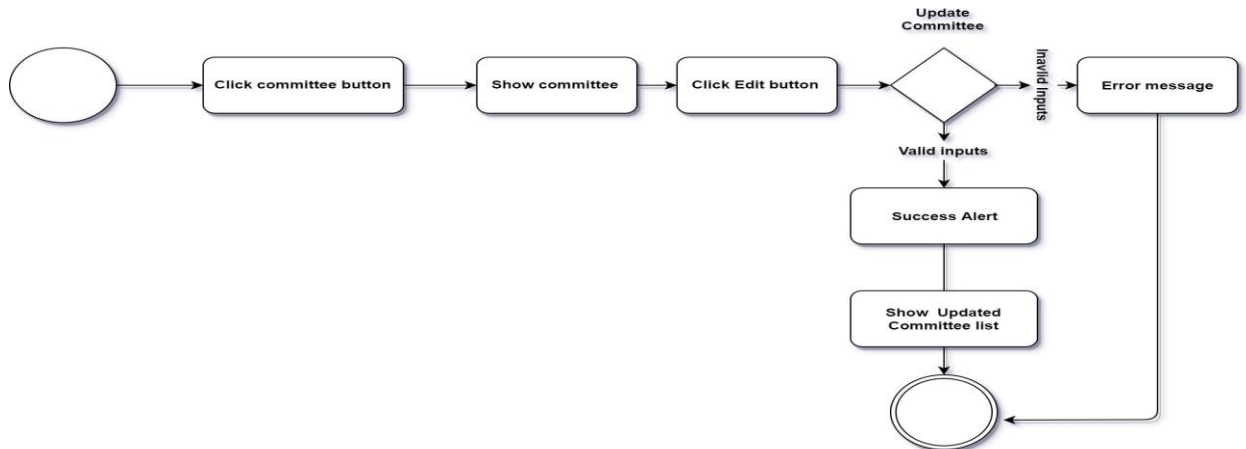 Update
Committee
Click committee button
Show committee
Click Edit button
Inavlid Inputs
Error message
Valid inputs
Success Alert
Show Updated
Committee list